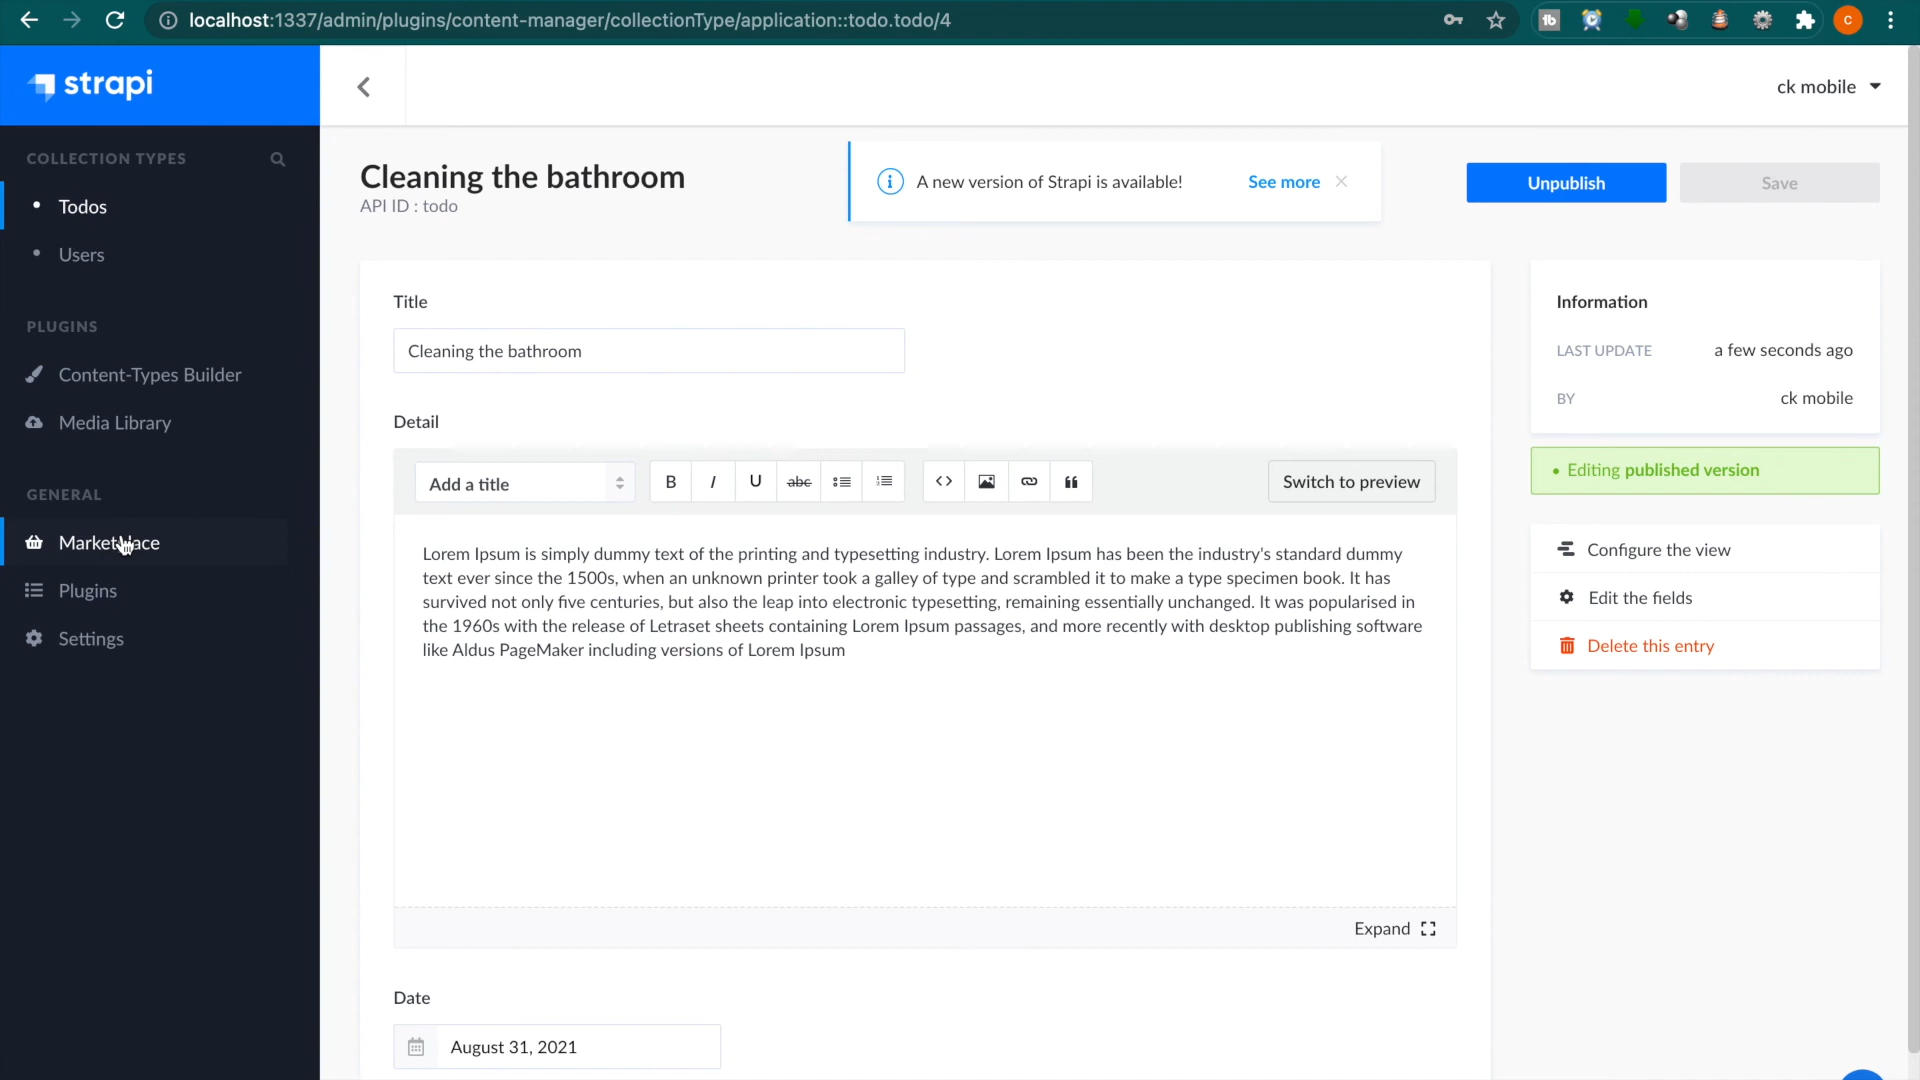 localhost:1337/admin/plugins/content-manager/collectionType/application::todo.todo/4
tb
C
strapi
ck mobile
COLLECTION TYPES
Todos
Users
PLUGINS
Content-Types Builder
Media Library
GENERAL
Marketplace
Plugins
Settings
Cleaning the bathroom
API ID : todo
A new version of Strapi is available!
See more
Unpublish
Save
Title
Cleaning the bathroom
Detail
Add a title
B
I
U
abc
Switch to preview
Lorem Ipsum is simply dummy text of the printing and typesetting industry. Lorem Ipsum has been the industry's standard dummy
text ever since the 1500s, when an unknown printer took a galley of type and scrambled it to make a type specimen book. It has
survived not only five centuries, but also the leap into electronic typesetting, remaining essentially unchanged. It was popularised in
the 1960s with the release of Letraset sheets containing Lorem Ipsum passages, and more recently with desktop publishing software
like Aldus PageMaker including versions of Lorem Ipsum
Expand
Date
August 31, 2021
Information
LAST UPDATE
a few seconds ago
BY
ck mobile
Editing published version
Configure the view
Edit the fields
Delete this entry